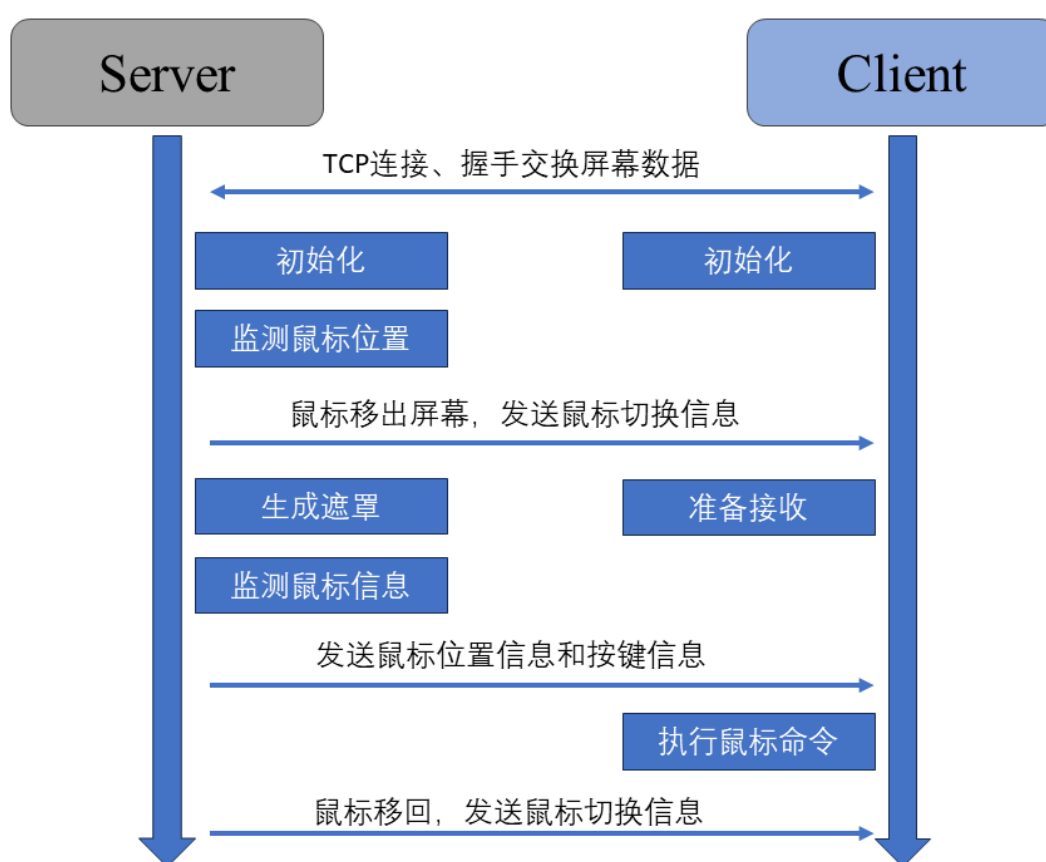 Server
Client
TCP连接、握手交换屏幕数据
初始化
初始化
监测鼠标位置
鼠标移出屏幕，发送鼠标切换信息
生成遮罩
准备接收
监测鼠标信息
发送鼠标位置信息和按键信息
执行鼠标命令
鼠标移回，发送鼠标切换信息